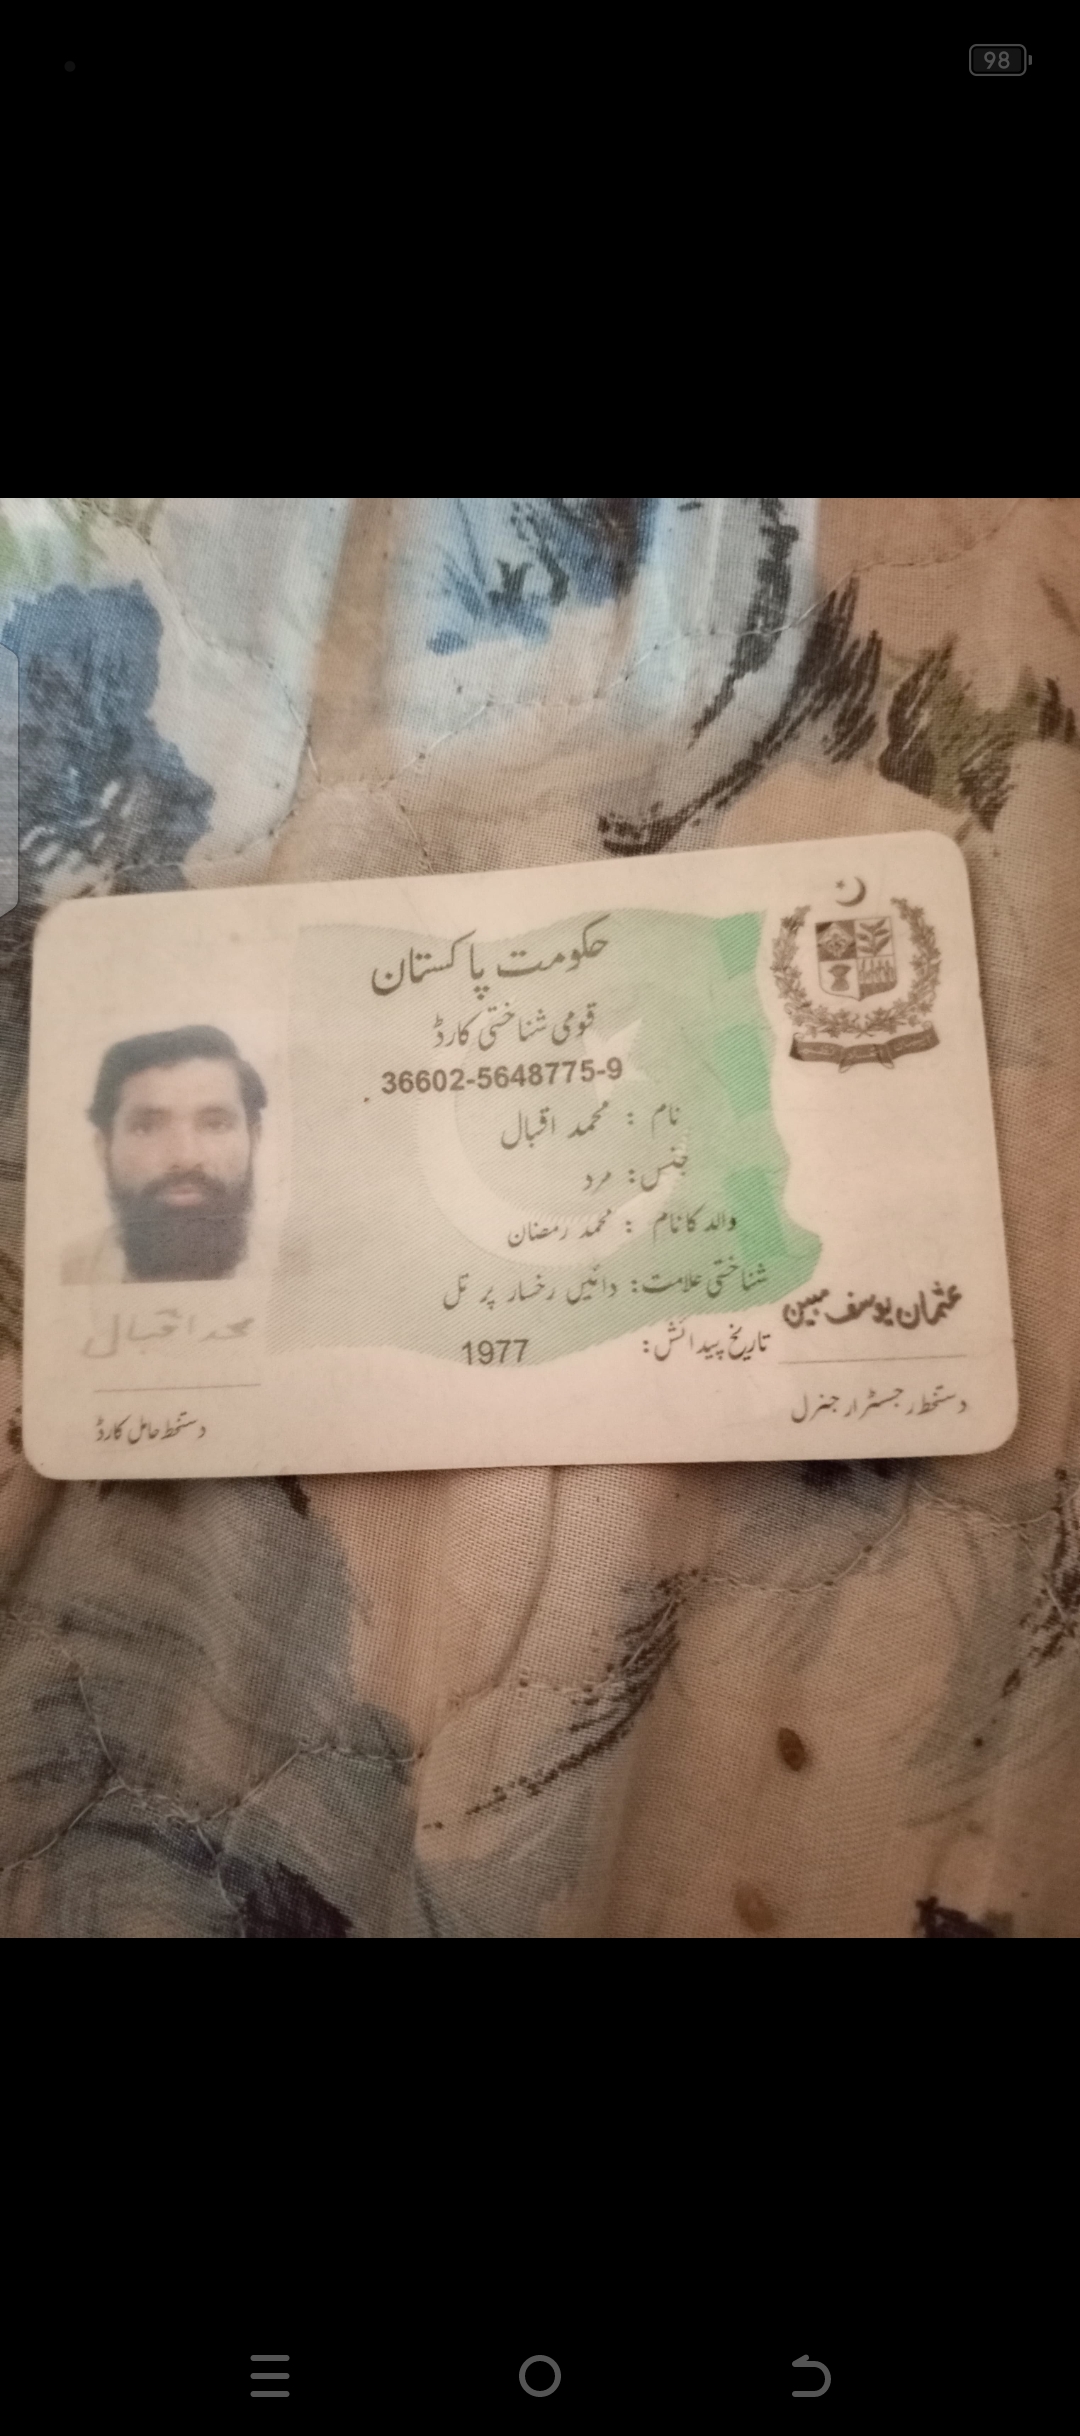 98
حکومت پاکستان
قومی شناختی کارڈ
36602-5648775-9
نام : محمد اقبال
جنس: مرد
والد کا نام : محمد رمضان
شناختی علامت: دائیں رخسار پر تل
تاریخ پیدائش: 1977
محمد اقبال
دستخط حامل کارڈ
عثمان یوسف مبین
دستخط رجسٹرار جنرل